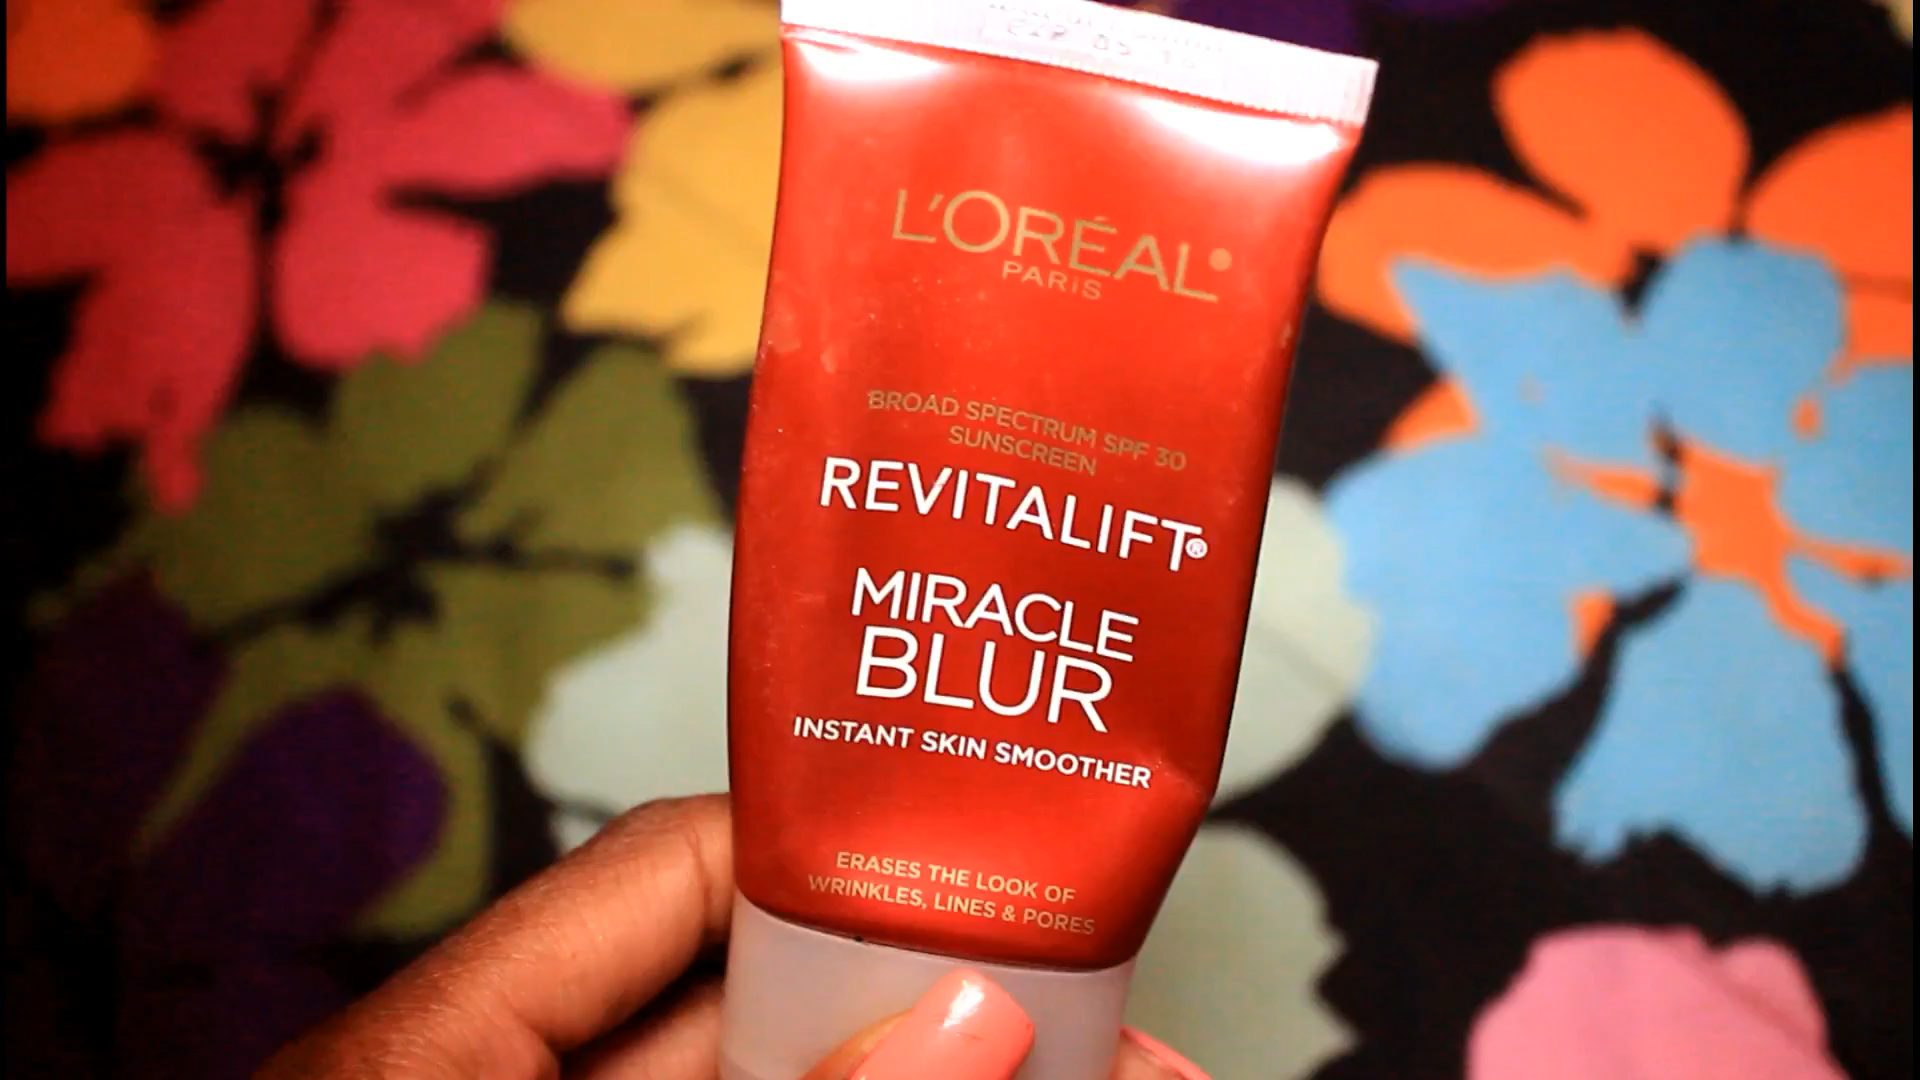 L'ORÉAL
PARIS
BROAD SPECTRUM SPF 30
SUNSCREEN
REVITALIFT®
MIRACLE
BLUR
INSTANT SKIN SMOOTHER
ERASES THE LOOK OF
WRINKLES, LINES & PORES